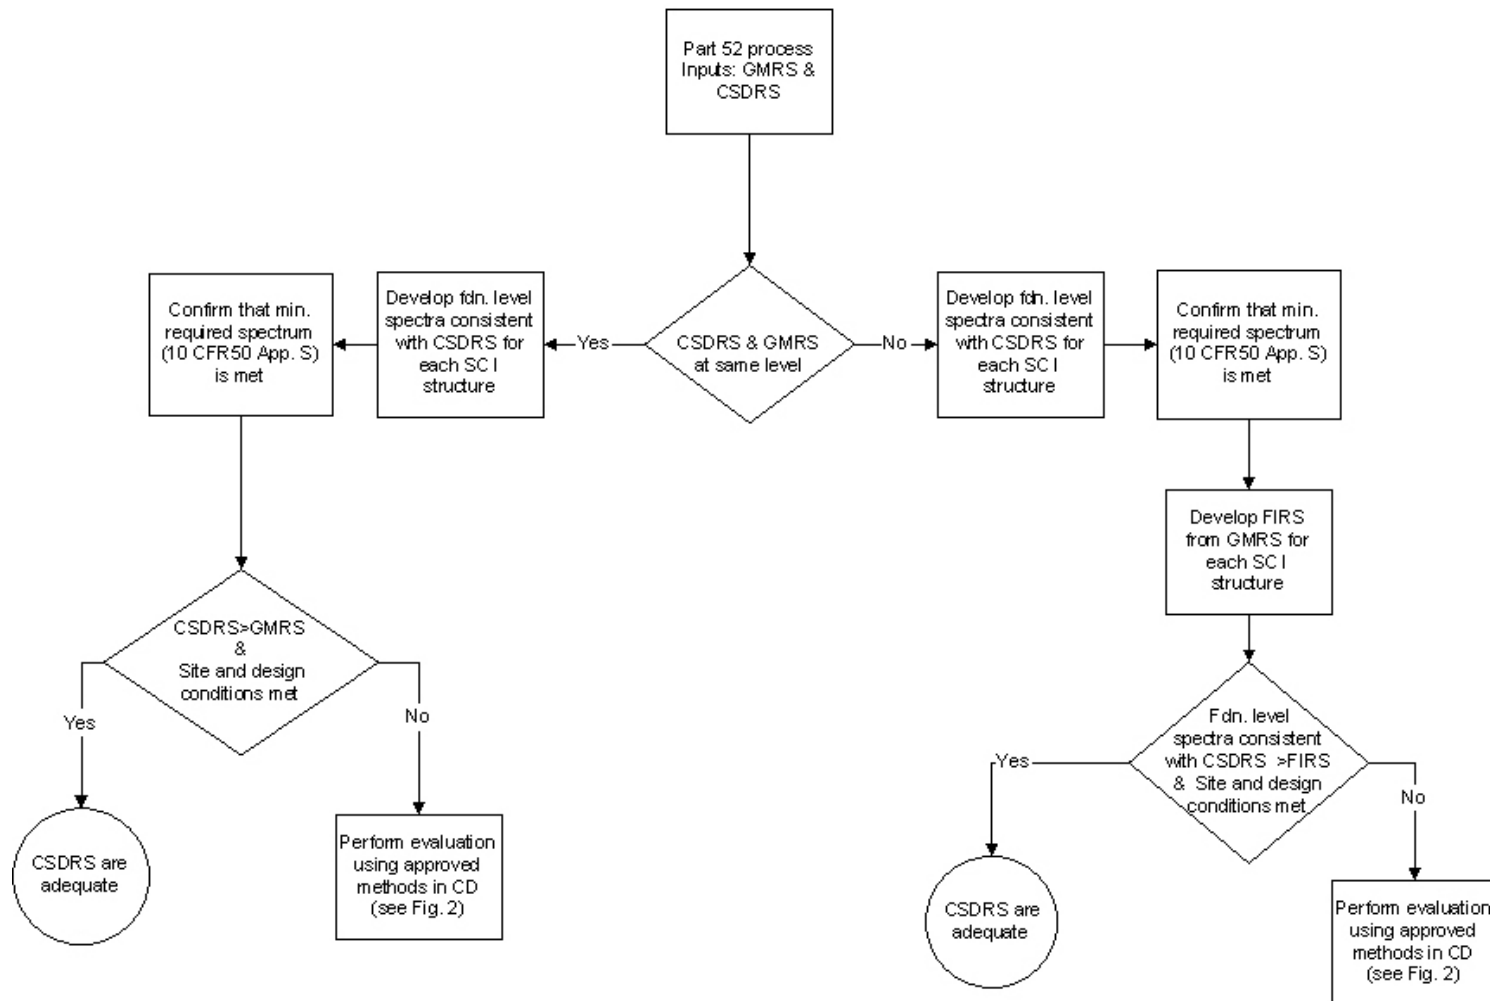 Part 52 process
Inputs: GMRS &
CSDRS
CSDRS & GMRS
at same level
Yes
No
Develop fdn. level
spectra consistent
with CSDRS for
each SC I
structure
Confirm that min.
required spectrum
(10 CFR50 App. S)
is met
CSDRS>GMRS
&
Site and design
conditions met
Yes
No
CSDRS are
adequate
Perform evaluation
using approved
methods in CD
(see Fig. 2)
Develop fdn. level
spectra consistent
with CSDRS for
each SC I
structure
Confirm that min.
required spectrum
(10 CFR50 App. S)
is met
Develop FIRS
from GMRS for
each SC I
structure
Fdn. level
spectra consistent
with CSDRS >FIRS
& Site and design
conditions met
Yes
No
CSDRS are
adequate
Perform evaluation
using approved
methods in CD
(see Fig. 2)